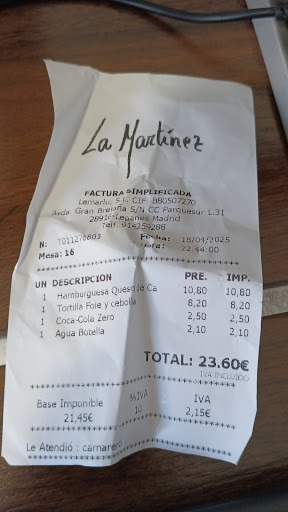 La Martínez
FACTURA SIMPLIFICADA
Lemarlu, S.L. CIF: B80507270
Avda. Gran Bretaña S/N CC Parquesur L.31
28916 Leganes Madrid
Telf. 914259288
N: 7011270603 Fecha: 18/04/2025
Mesa: 16 Hora: 22:44:00
UN DESCRIPCION PRE. IMP.
1 Hamburguesa Queso de Ca 10,80 10,80
1 Tortilla Foie y cebolla 8,20 8,20
1 Coca-Cola Zero 2,50 2,50
1 Agua Botella 2,10 2,10
TOTAL: 23.60€
IVA INCLUIDO
************************************
Base Imponible %IVA IVA
21,45€ 10 2,15€
************************************
Le Atendió : camarero
************************************